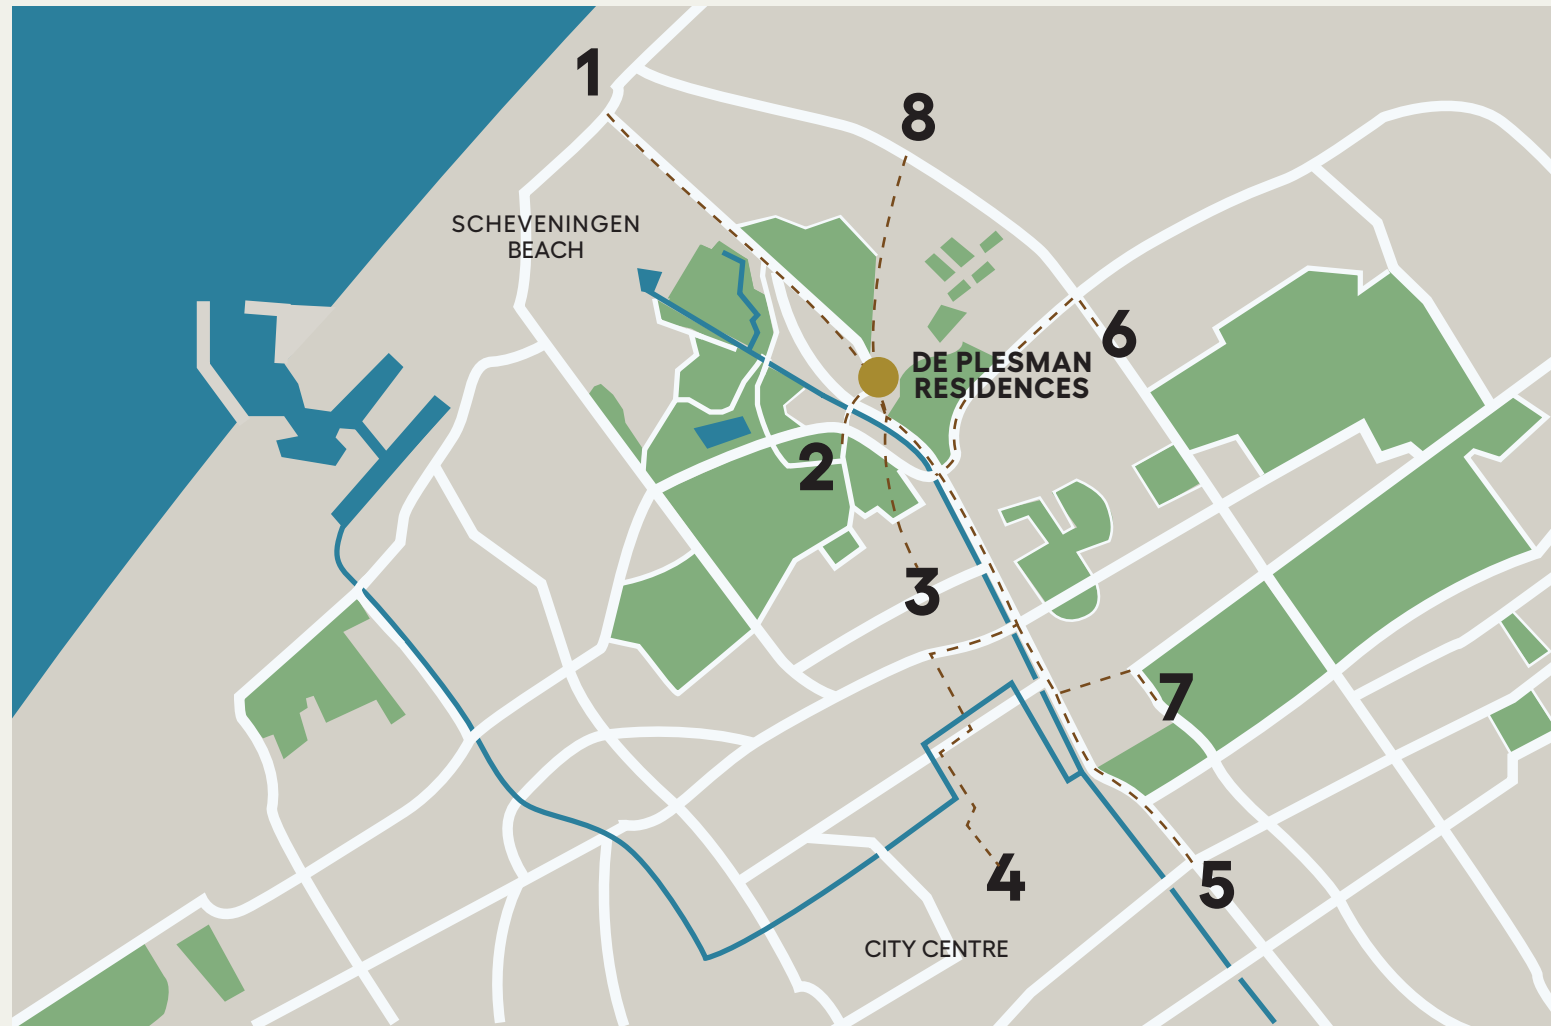 1
8
SCHEVENINGEN
BEACH
6
DE PLESMAN
RESIDENCES
2
3
7
4
5
CITY CENTRE